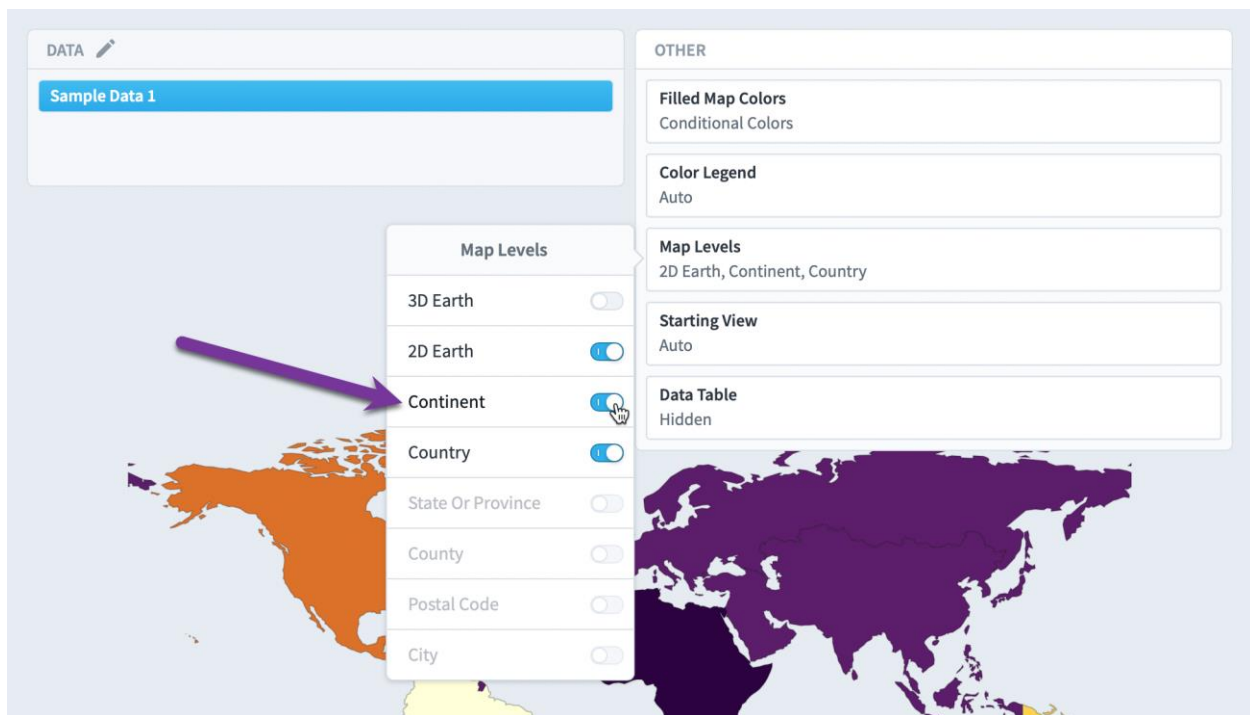 DATA
Sample Data 1
OTHER
Filled Map Colors
Conditional Colors
Color Legend
Auto
Map Levels
2D Earth, Continent, Country
Starting View
Auto
Data Table
Hidden
Map Levels
3D Earth
2D Earth
Continent
Country
State Or Province
County
Postal Code
City